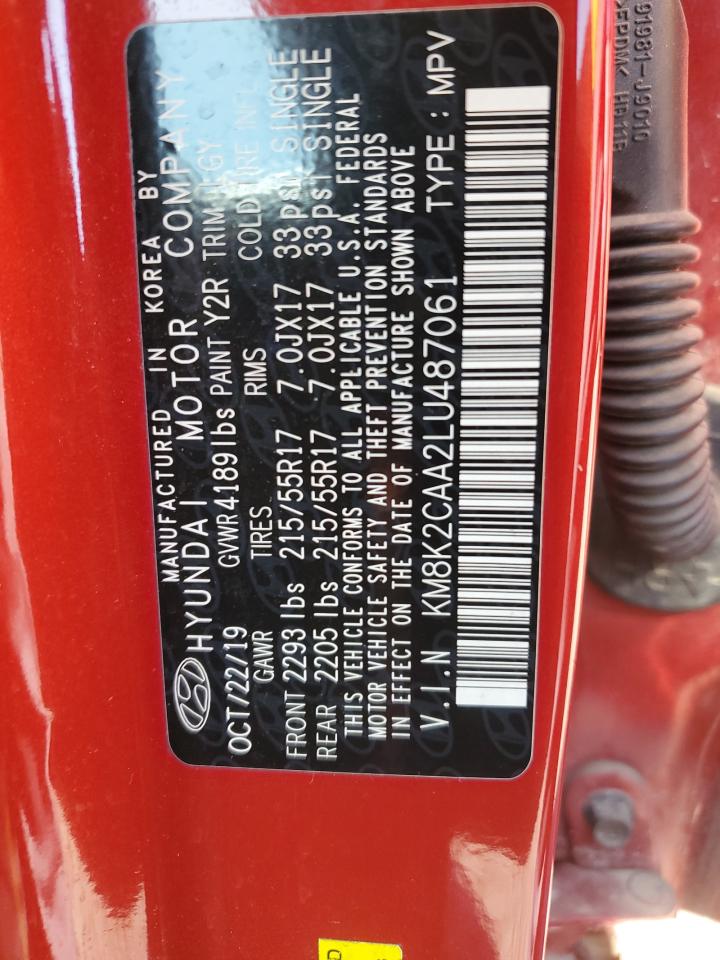 MANUFACTURED IN KOREA BY
HYUNDAI MOTOR COMPANY
OCT/22/19 GVWR 4189 lbs PAINT Y2R TRIM
GAWR TIRES RIMS COLD TIRE INFL
FRONT 2293 lbs 215/55R17 7.0JX17 33psi SINGLE
REAR 2205 lbs 215/55R17 7.0JX17 33psi SINGLE
THIS VEHICLE CONFORMS TO ALL APPLICABLE U.S.A. FEDERAL
MOTOR VEHICLE SAFETY AND THEFT PREVENTION STANDARDS
IN EFFECT ON THE DATE OF MANUFACTURE SHOWN ABOVE
V.I.N KM8K2CAA2LU487061 TYPE : MPV
91981-J9010